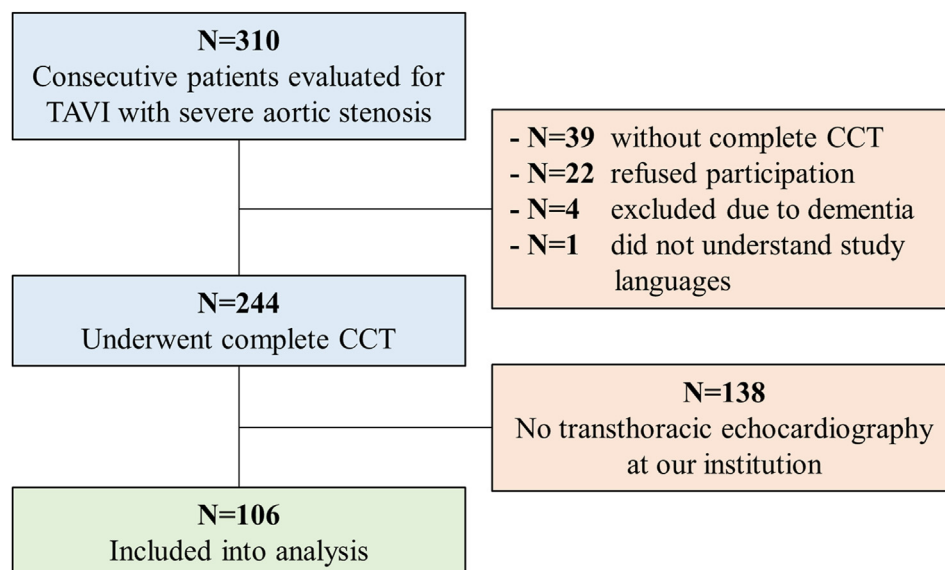 N=310
Consecutive patients evaluated for
TAVI with severe aortic stenosis
- N=39 without complete CCT
- N=22 refused participation
- N=4 excluded due to dementia
- N=1 did not understand study
languages
N=244
Underwent complete CCT
N=138
No transthoracic echocardiography
at our institution
N=106
Included into analysis